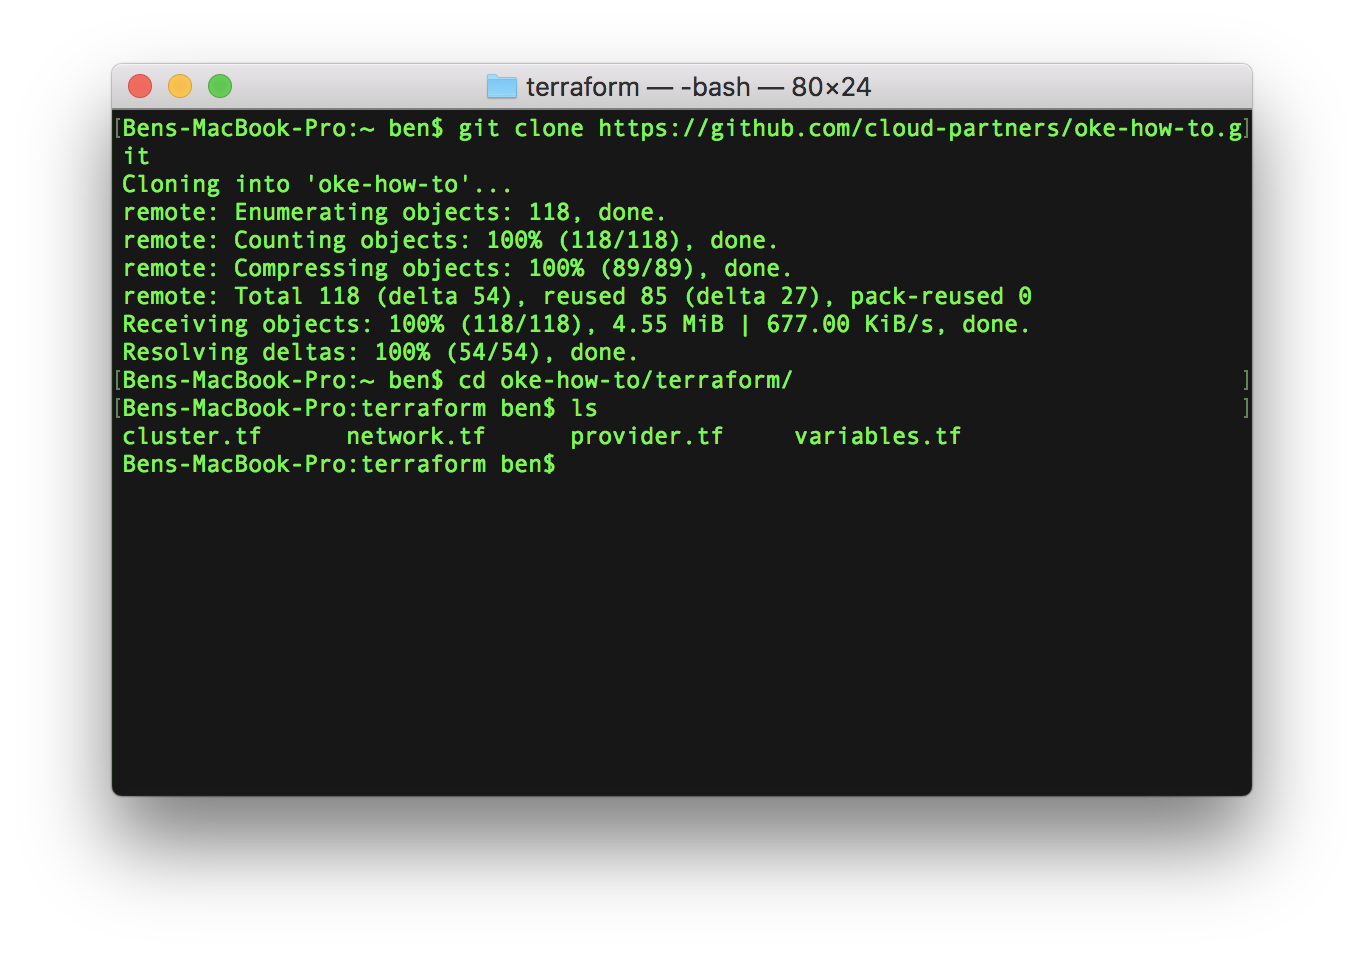 terraform — -bash — 80×24
[Bens-MacBook-Pro:~ ben$ git clone https://github.com/cloud-partners/oke-how-to.g]
it
Cloning into 'oke-how-to'...
remote: Enumerating objects: 118, done.
remote: Counting objects: 100% (118/118), done.
remote: Compressing objects: 100% (89/89), done.
remote: Total 118 (delta 54), reused 85 (delta 27), pack-reused 0
Receiving objects: 100% (118/118), 4.55 MiB | 677.00 KiB/s, done.
Resolving deltas: 100% (54/54), done.
[Bens-MacBook-Pro:~ ben$ cd oke-how-to/terraform/ ]
[Bens-MacBook-Pro:terraform ben$ ls ]
cluster.tf network.tf provider.tf variables.tf
Bens-MacBook-Pro:terraform ben$